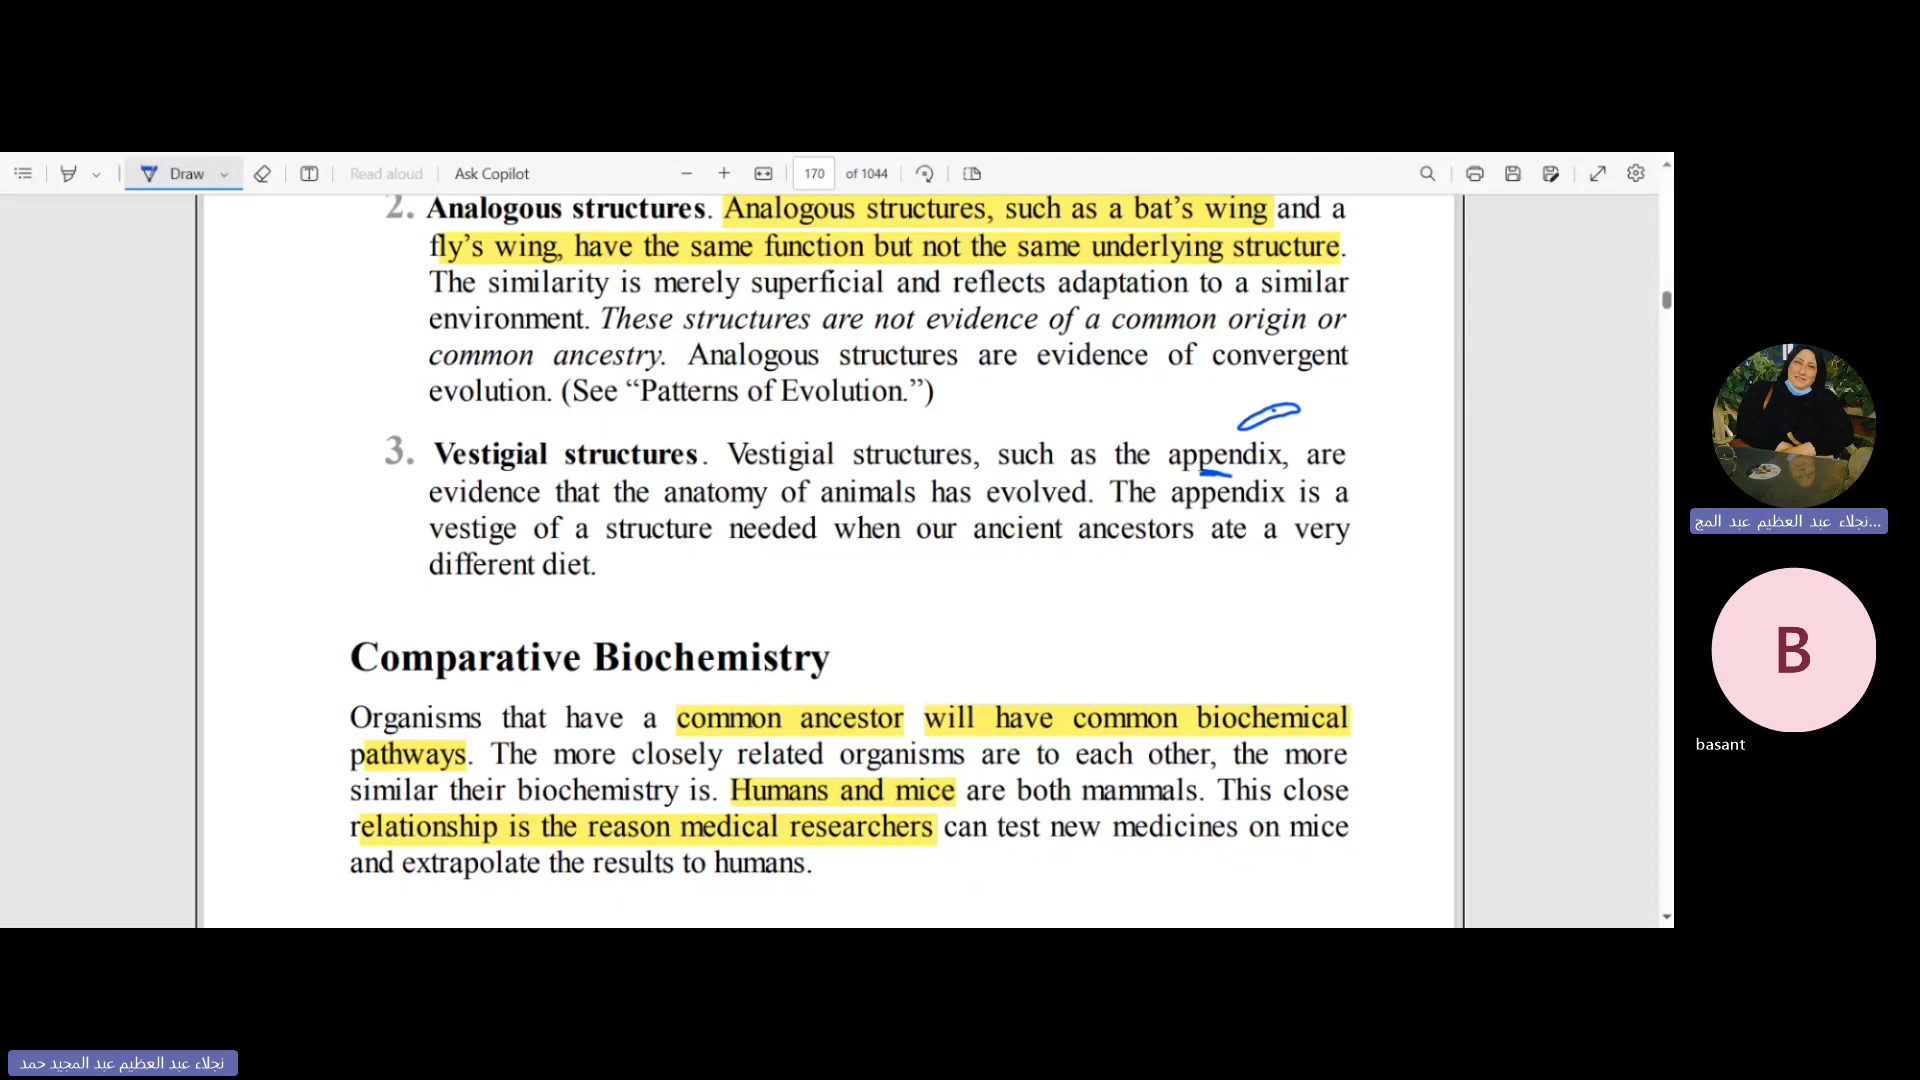 Draw
Read aloud
Ask Copilot
170 of 1044
2. Analogous structures. Analogous structures, such as a bat’s wing and a
fly’s wing, have the same function but not the same underlying structure.
The similarity is merely superficial and reflects adaptation to a similar
environment. These structures are not evidence of a common origin or
common ancestry. Analogous structures are evidence of convergent
evolution. (See “Patterns of Evolution.”)
3. Vestigial structures. Vestigial structures, such as the appendix, are
evidence that the anatomy of animals has evolved. The appendix is a
vestige of a structure needed when our ancient ancestors ate a very
different diet.
Comparative Biochemistry
Organisms that have a common ancestor will have common biochemical
pathways. The more closely related organisms are to each other, the more
similar their biochemistry is. Humans and mice are both mammals. This close
relationship is the reason medical researchers can test new medicines on mice
and extrapolate the results to humans.
نجلاء عبد العظيم عبد المج...
B
basant
نجلاء عبد العظيم عبد المجيد حمد